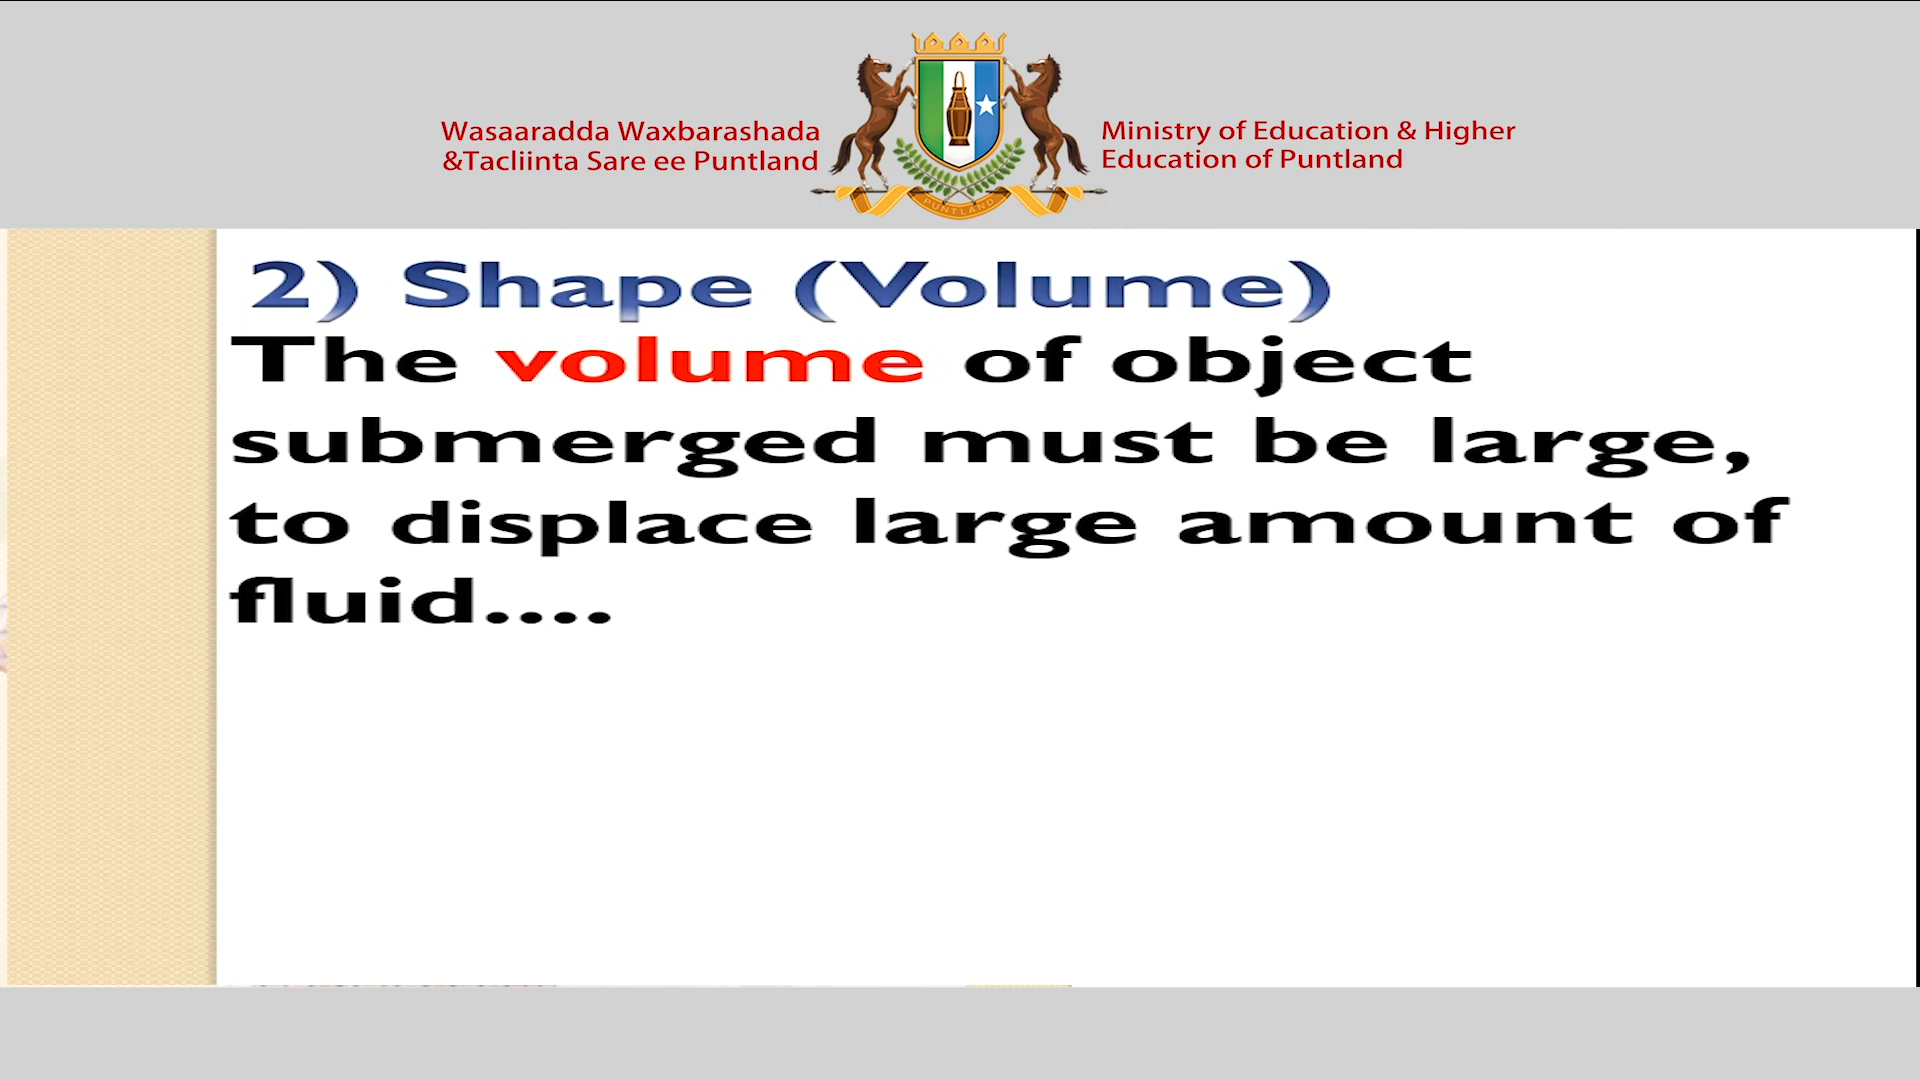 Wasaaradda Waxbarashada
&Tacliinta Sare ee Puntland
Ministry of Education & Higher
Education of Puntland
PUNTLAND
2) Shape (Volume)
The volume of object
submerged must be large,
to displace large amount of
fluid....